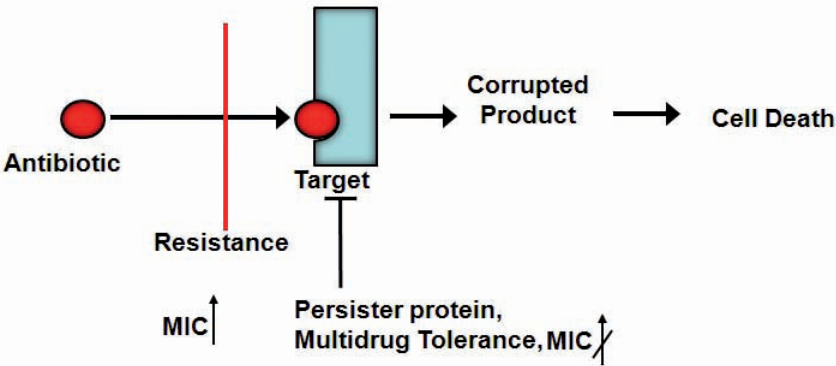 Antibiotic
Target
Corrupted
Product
Cell Death
Resistance
MIC
Persister protein,
Multidrug Tolerance, MIC